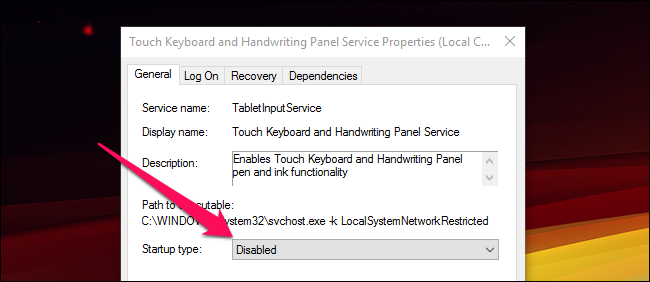 Touch Keyboard and Handwriting Panel Service Properties (Local C...
General Log On Recovery Dependencies
Service name: TabletInputService
Display name: Touch Keyboard and Handwriting Panel Service
Description: Enables Touch Keyboard and Handwriting Panel
pen and ink functionality
Path to cutable:
C:\WINDOW ystem32\svchost.exe -k LocalSystemNetworkRestricted
Startup type: Disabled